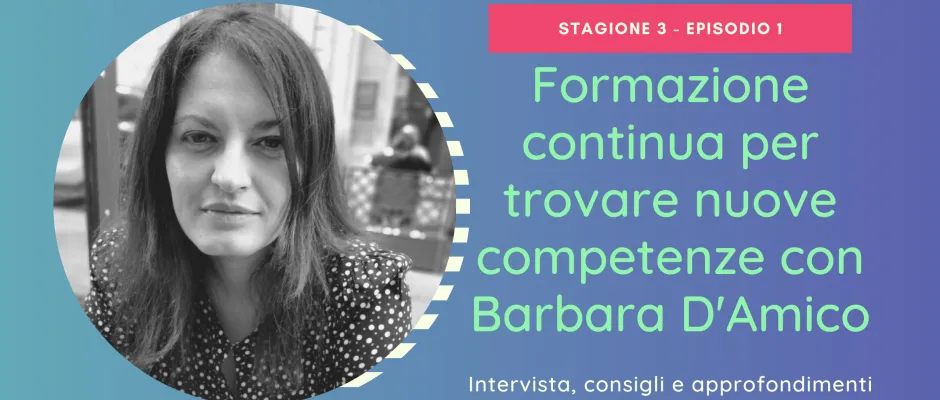 STAGIONE 3 - EPISODIO 1
Formazione
continua per
trovare nuove
competenze con
Barbara D'Amico
Intervista, consigli e approfondimenti